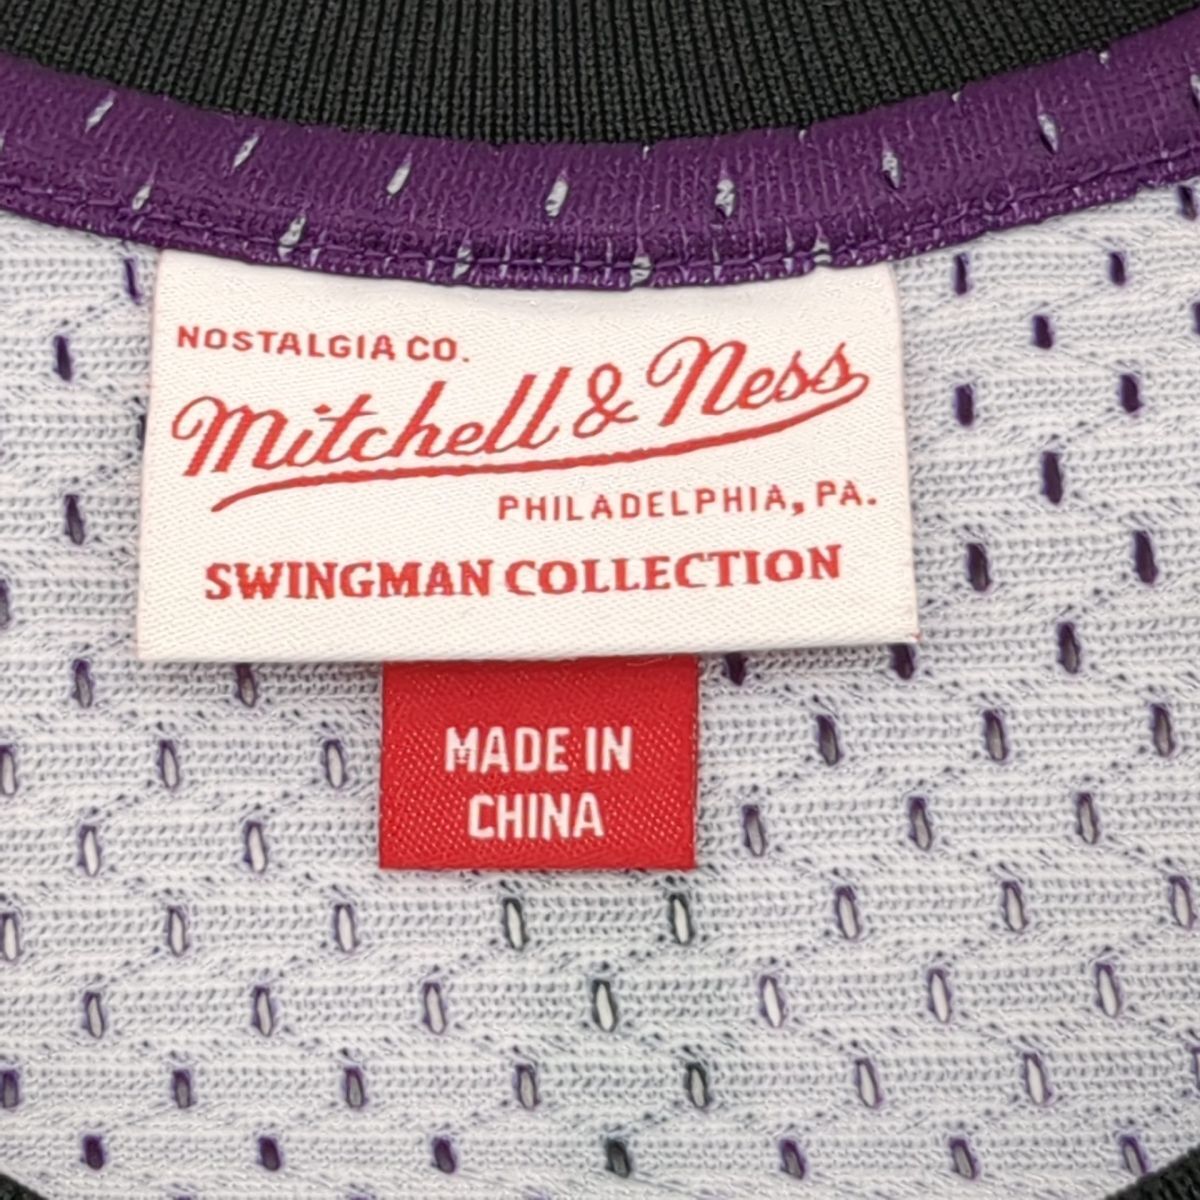 NOSTALGIA CO.
Mitchell & Ness
PHILADELPHIA, PA.
SWINGMAN COLLECTION
MADE IN
CHINA